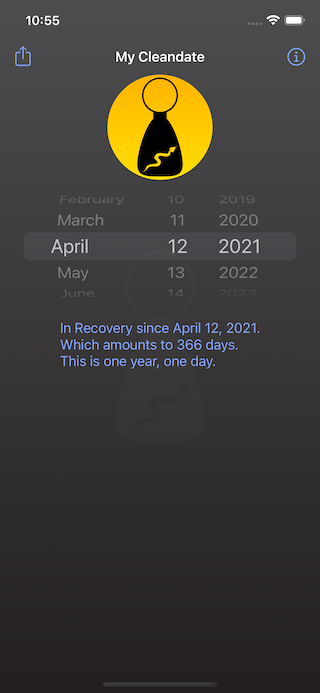 10:55
My Cleandate
February 10 2019
March 11 2020
April 12 2021
May 13 2022
June 14 2023
In Recovery since April 12, 2021.
Which amounts to 366 days.
This is one year, one day.